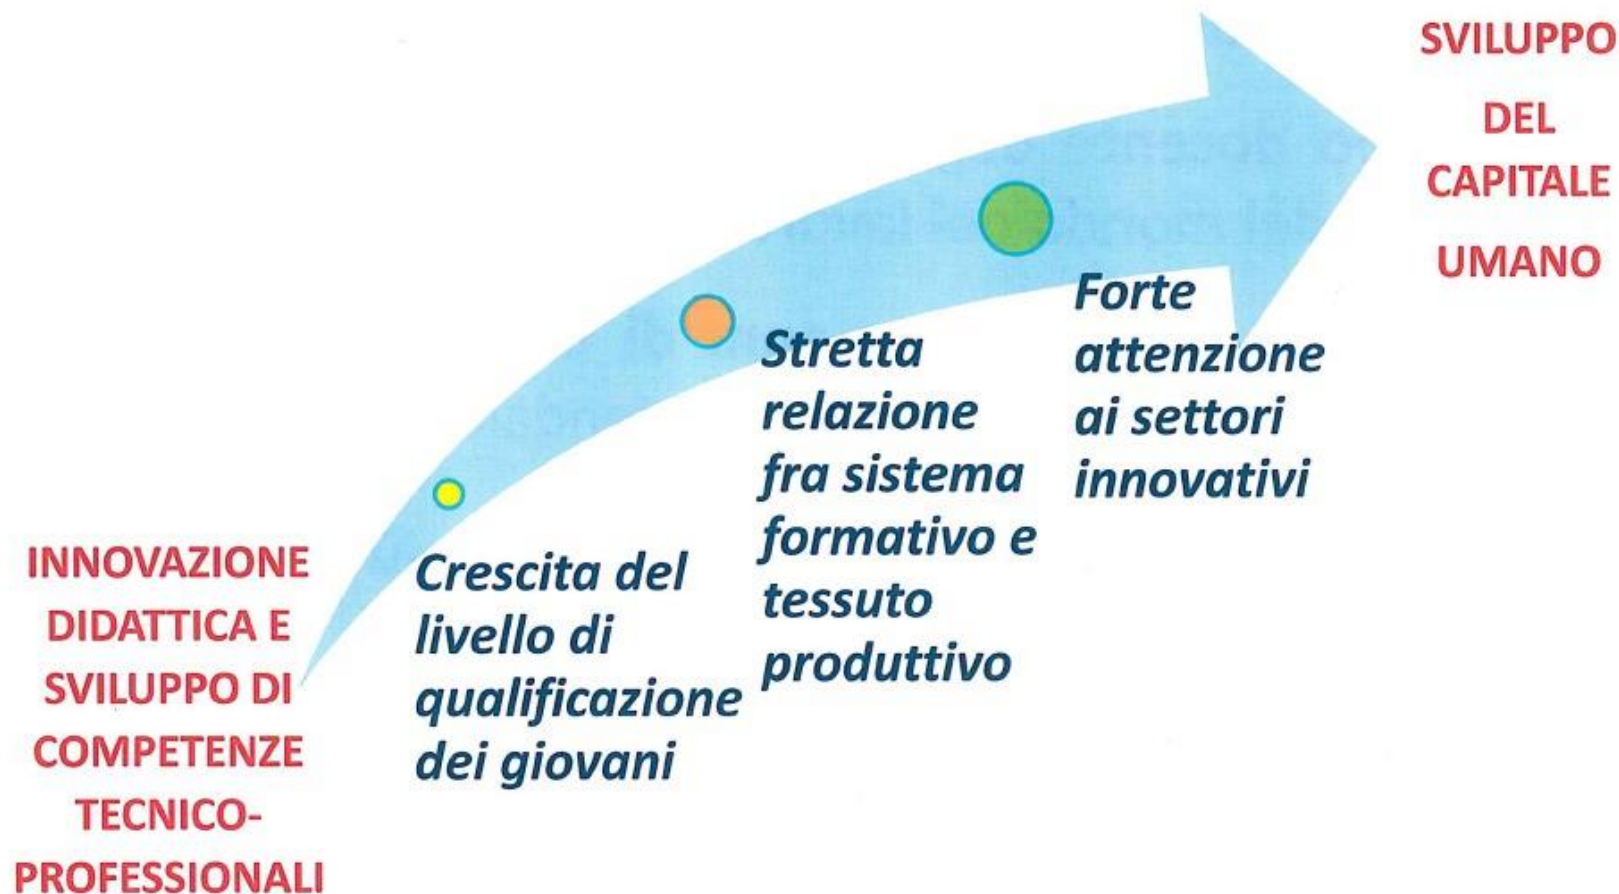 INNOVAZIONE
DIDATTICA E
SVILUPPO DI
COMPETENZE
TECNICO-
PROFESSIONALI
Crescita del
livello di
qualificazione
dei giovani
Stretta
relazione
fra sistema
formativo e
tessuto
produttivo
Forte
attenzione
ai settori
innovativi
SVILUPPO
DEL
CAPITALE
UMANO